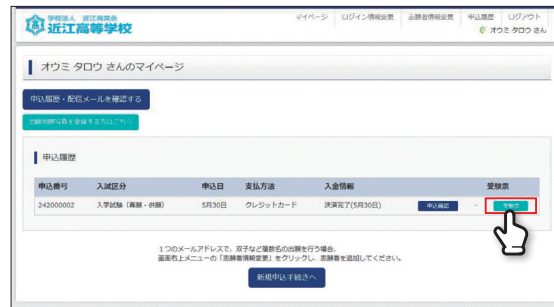 学校法人 近江育英会
近江高等学校
マイページ ログイン情報変更 志願者情報変更 申込履歴 ログアウト
オウミ タロウ さん
オウミ タロウ さんのマイページ
申込履歴・配信メールを確認する
申込履歴
申込番号 入試区分 申込日 支払方法 入金情報 受験票
242000002 入学試験（専願・併願） 5月30日 クレジットカード 決済完了(5月30日) 申込確認 - 受験票
1つのメールアドレスで、双子など複数名の出願を行う場合、
画面右上メニューの「志願者情報変更」をクリックし、志願者を追加してください。
新規申込手続きへ